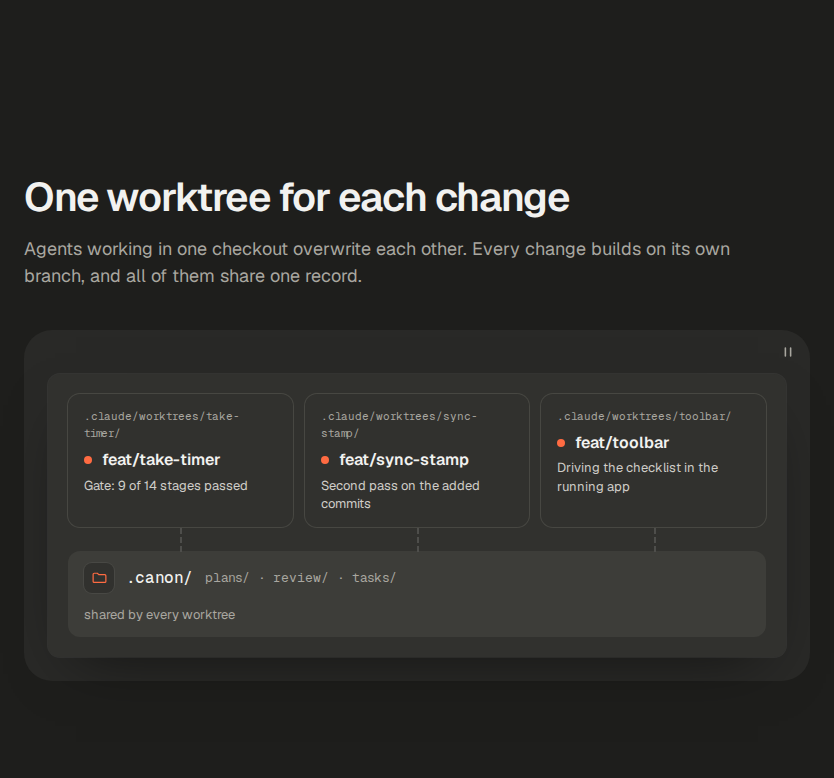 One worktree for each change
Agents working in one checkout overwrite each other. Every change builds on its own
branch, and all of them share one record.
.claude/worktrees/take-
timer/
feat/take-timer
Gate: 9 of 14 stages passed
.claude/worktrees/sync-
stamp/
feat/sync-stamp
Second pass on the added
commits
.claude/worktrees/toolbar/
feat/toolbar
Driving the checklist in the
running app
.canon/ plans/ · review/ · tasks/
shared by every worktree